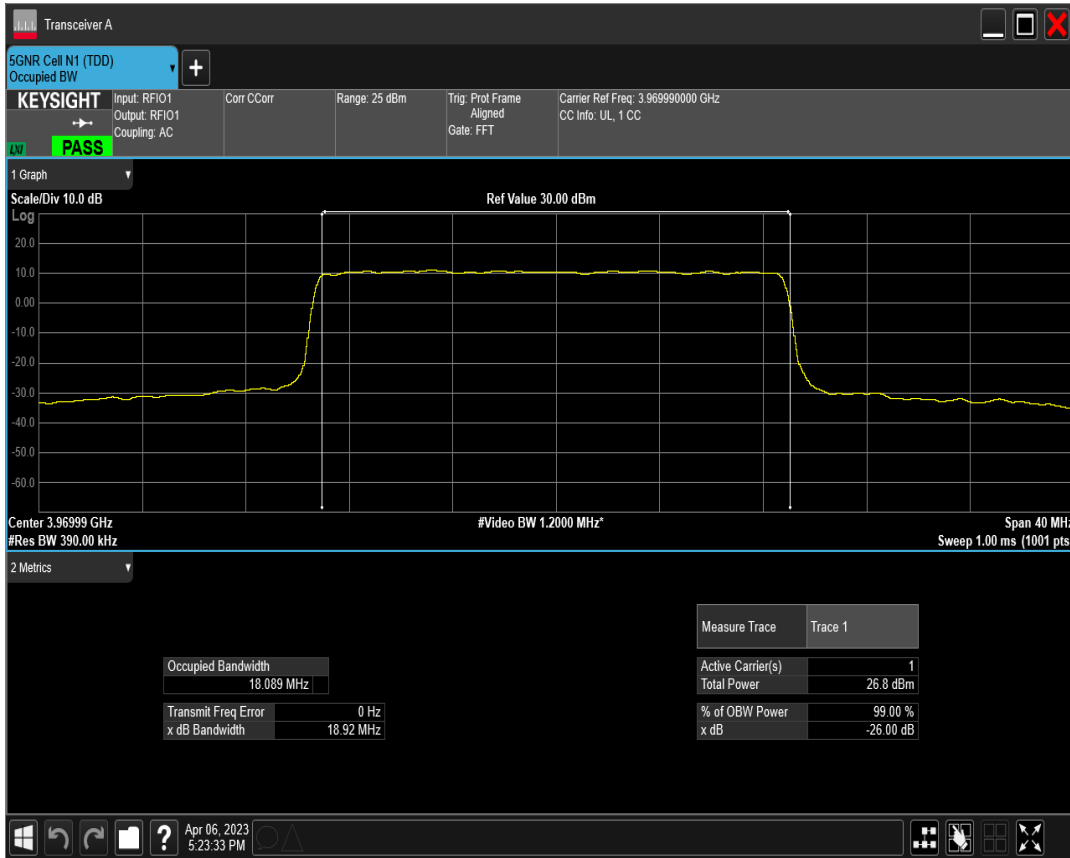 Transceiver A
5GNR Cell N1 (TDD)
Occupied BW
+
KEYSIGHT
LXI
PASS
Input: RFIO1
Output: RFIO1
Coupling: AC
Corr CCorr
Range: 25 dBm
Trig: Prot Frame
Aligned
Gate: FFT
Carrier Ref Freq: 3.969990000 GHz
CC Info: UL, 1 CC
1 Graph
Scale/Div 10.0 dB
Ref Value 30.00 dBm
Log
20.0
10.0
0.00
-10.0
-20.0
-30.0
-40.0
-50.0
-60.0
Center 3.96999 GHz
#Video BW 1.2000 MHz*
Span 40 MHz
#Res BW 390.00 kHz
Sweep 1.00 ms (1001 pts
2 Metrics
Measure Trace Trace 1
Occupied Bandwidth
18.089 MHz
Active Carrier(s) 1
Total Power 26.8 dBm
Transmit Freq Error 0 Hz
x dB Bandwidth 18.92 MHz
% of OBW Power 99.00 %
x dB -26.00 dB
?
Apr 06, 2023
5:23:33 PM